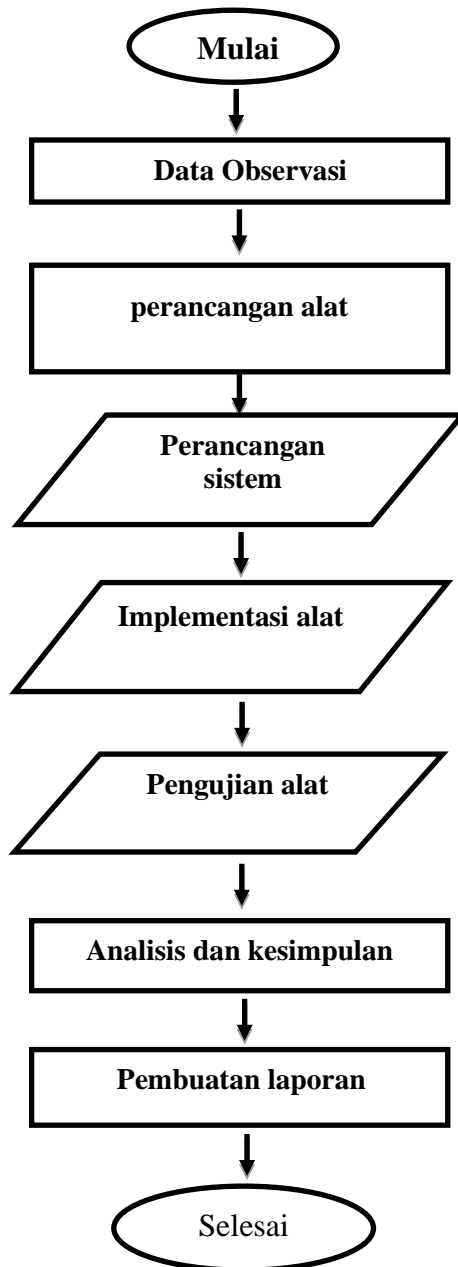 Mulai
Data Observasi
perancangan alat
Perancangan
sistem
Implementasi alat
Pengujian alat
Analisis dan kesimpulan
Pembuatan laporan
Selesai